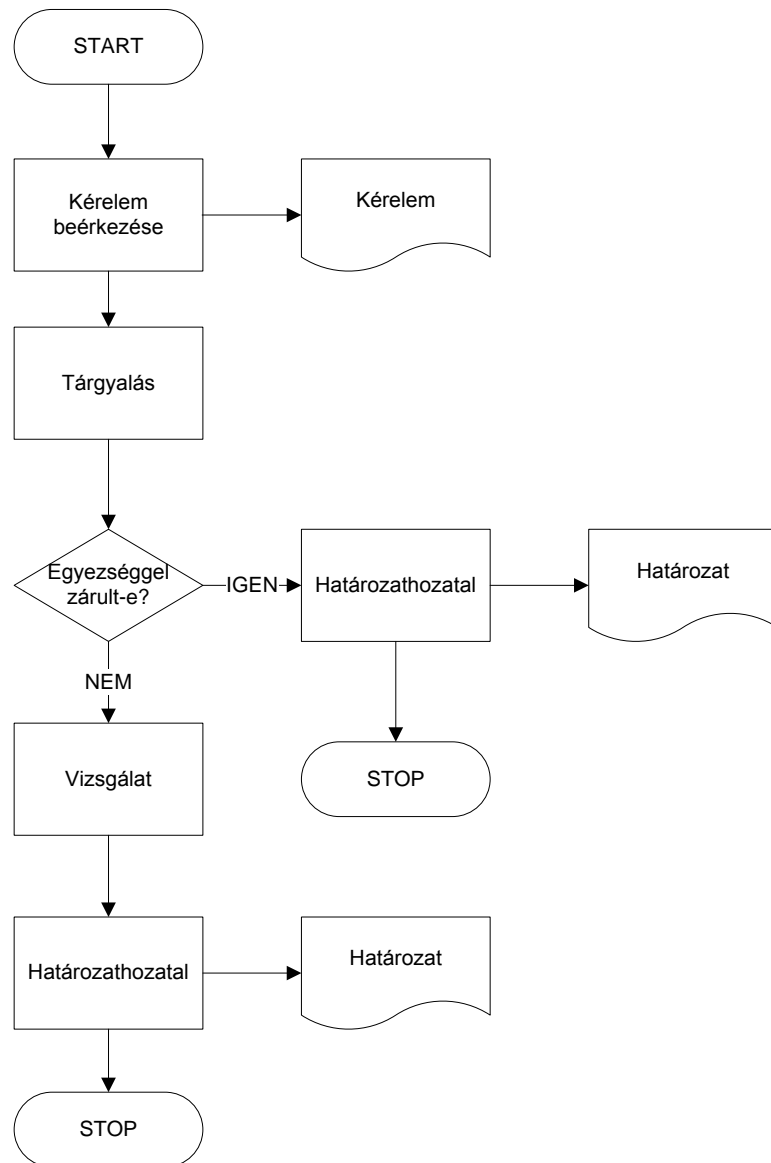 START
Kérelem
beérkezése
Kérelem
Tárgyalás
Egyezséggel
zárult-e?
IGEN
Határozathozatal
Határozat
NEM
Vizsgálat
STOP
Határozathozatal
Határozat
STOP